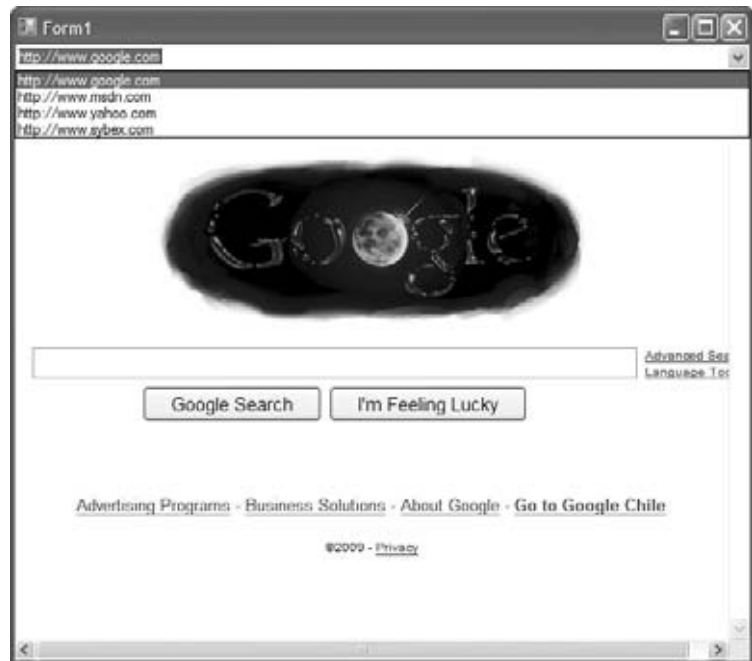 Form1
http://www.google.com
http://www.google.com
http://www.msdn.com
http://www.yahoo.com
http://www.sybex.com
Google
Advanced Sea
Language Too
Google Search I'm Feeling Lucky
Advertising Programs - Business Solutions - About Google - Go to Google Chile
©2009 - Privacy